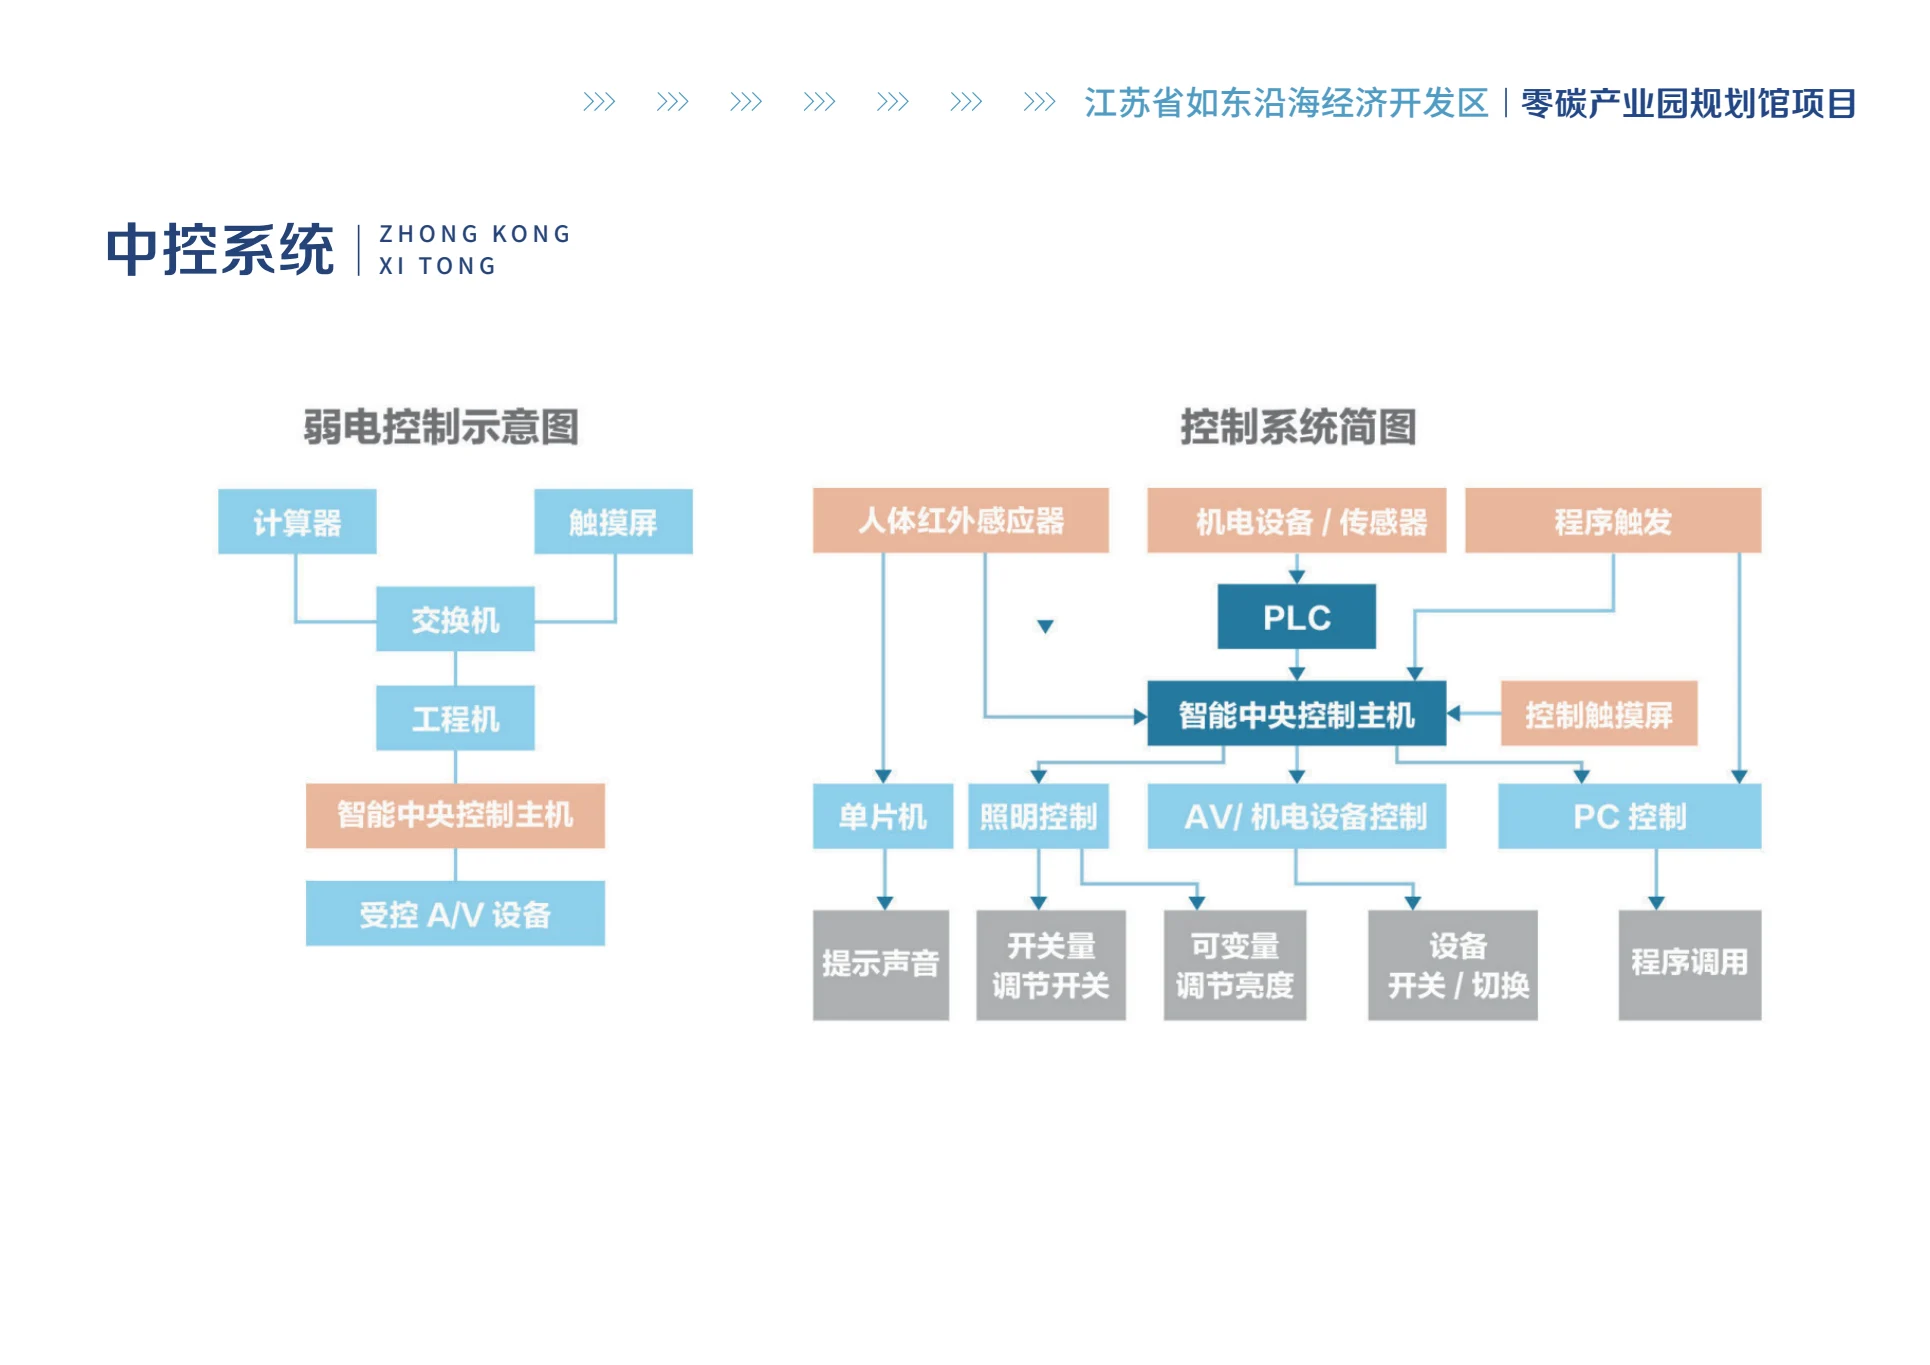 江苏省如东沿海经济开发区 | 零碳产业园规划馆项目
中控系统
ZHONG KONG
XI TONG
弱电控制示意图
计算器
触摸屏
交换机
工程机
智能中央控制主机
受控 A/V 设备
控制系统简图
人体红外感应器
机电设备 / 传感器
程序触发
PLC
智能中央控制主机
控制触摸屏
单片机
照明控制
AV/ 机电设备控制
PC 控制
提示声音
开关量
调节开关
可变量
调节亮度
设备
开关 / 切换
程序调用